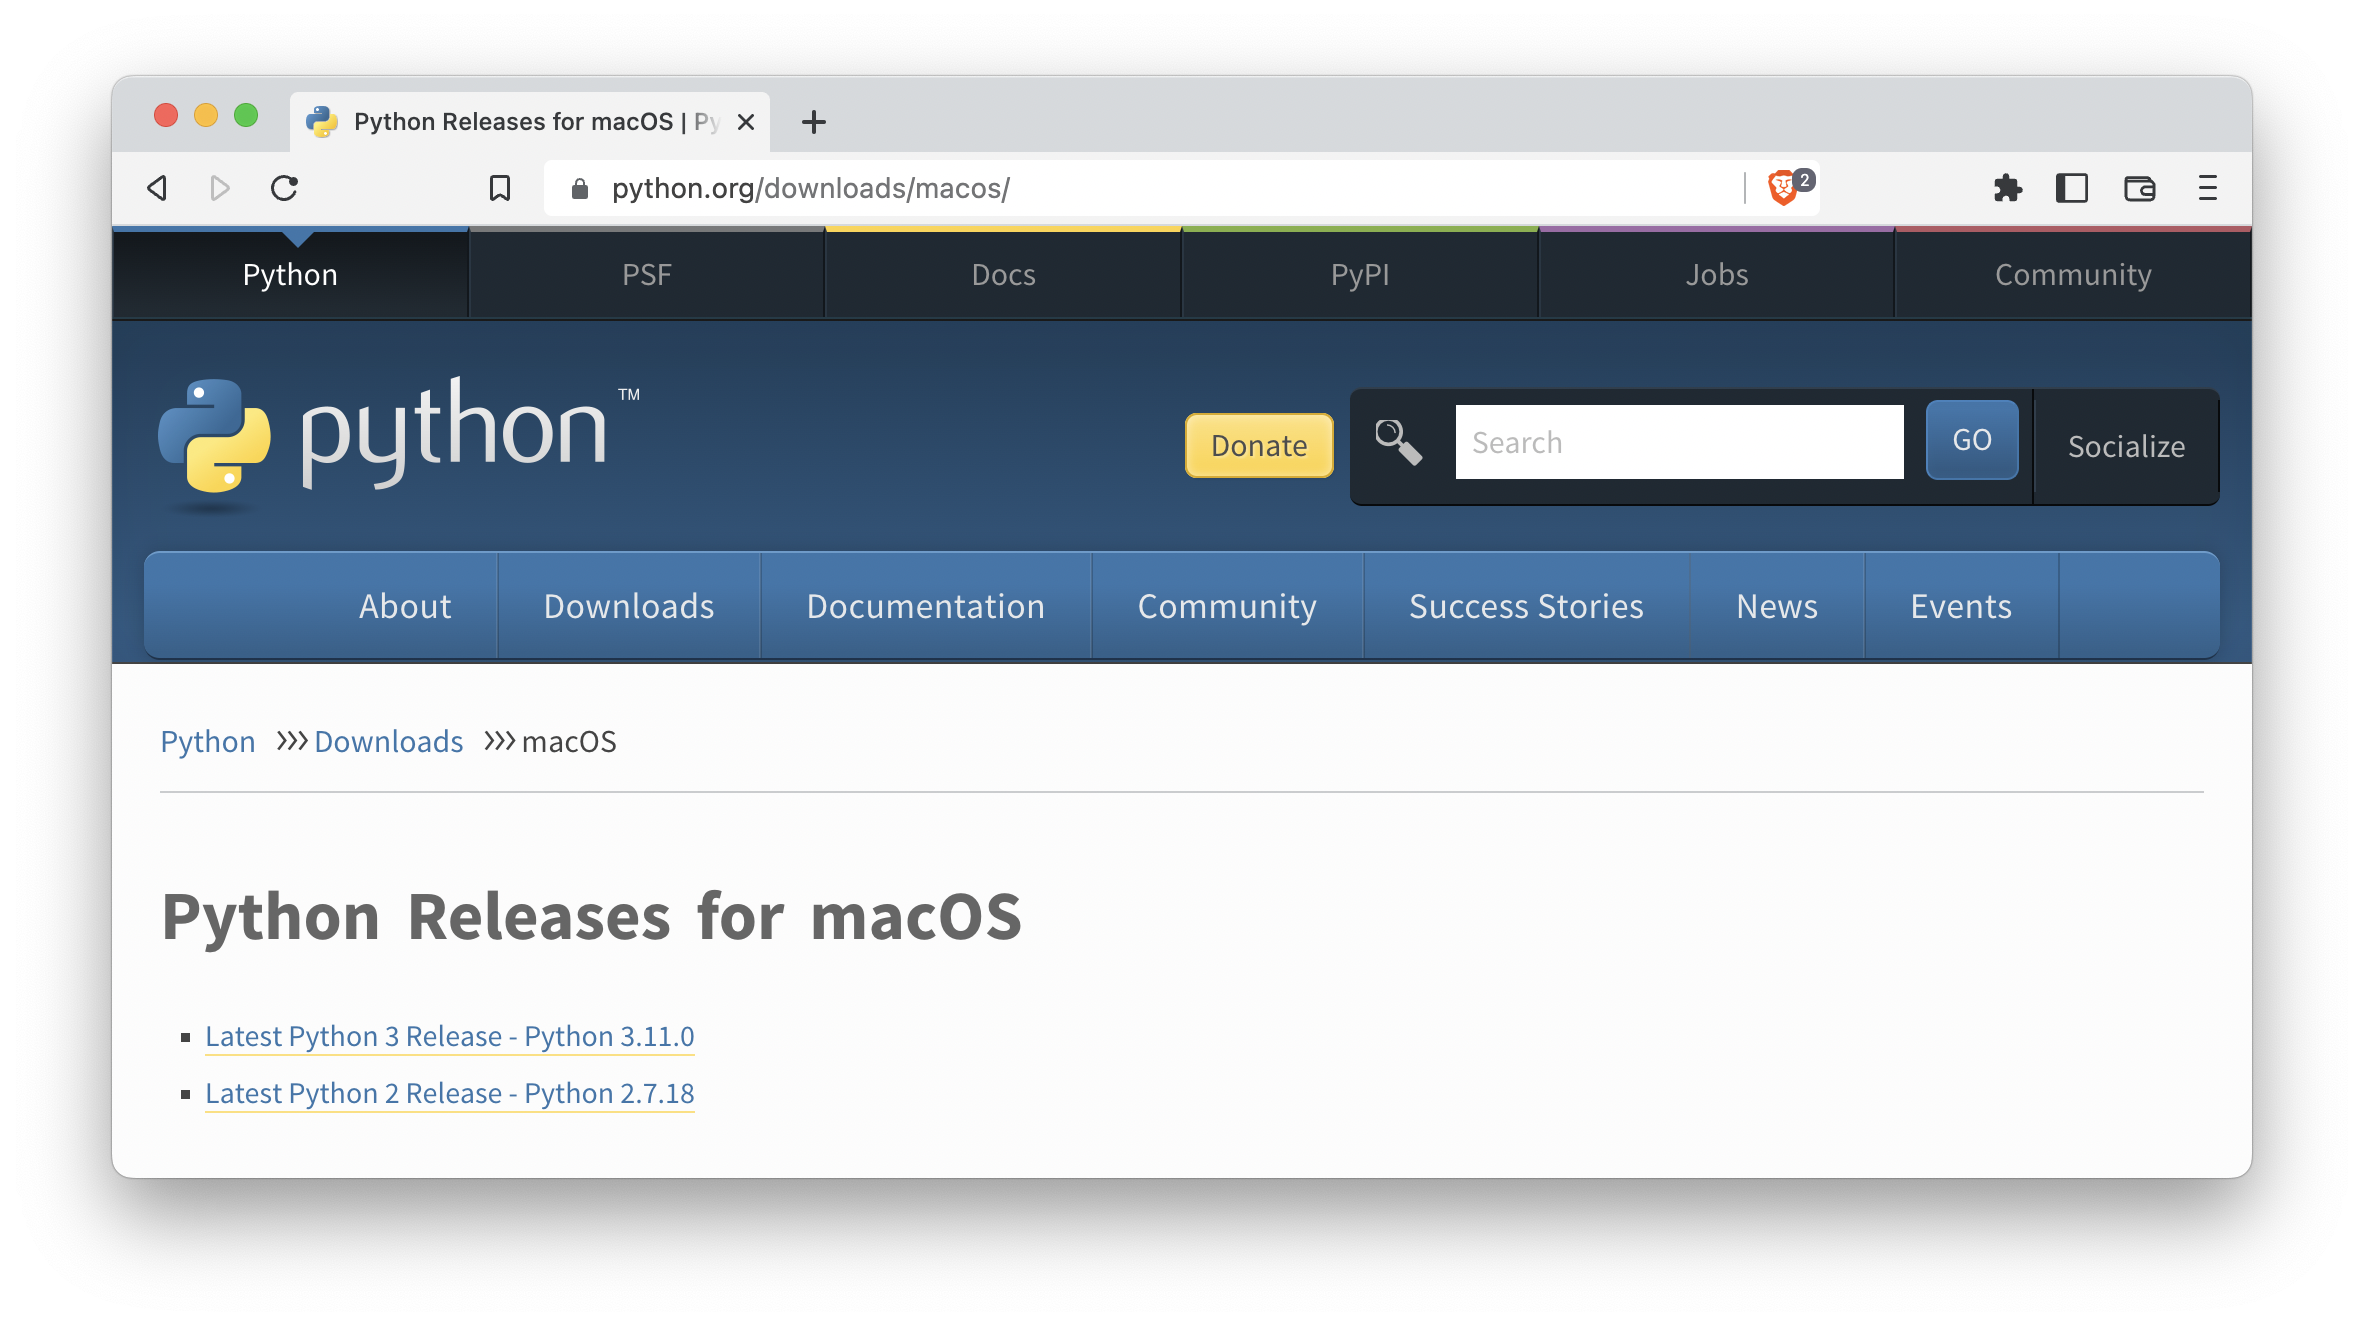 Python Releases for macOS | Py
python.org/downloads/macos/
2
Python PSF Docs PyPI Jobs Community
python™
Donate Search GO Socialize
About Downloads Documentation Community Success Stories News Events
Python >>> Downloads >>> macOS
Python Releases for macOS
Latest Python 3 Release - Python 3.11.0
Latest Python 2 Release - Python 2.7.18